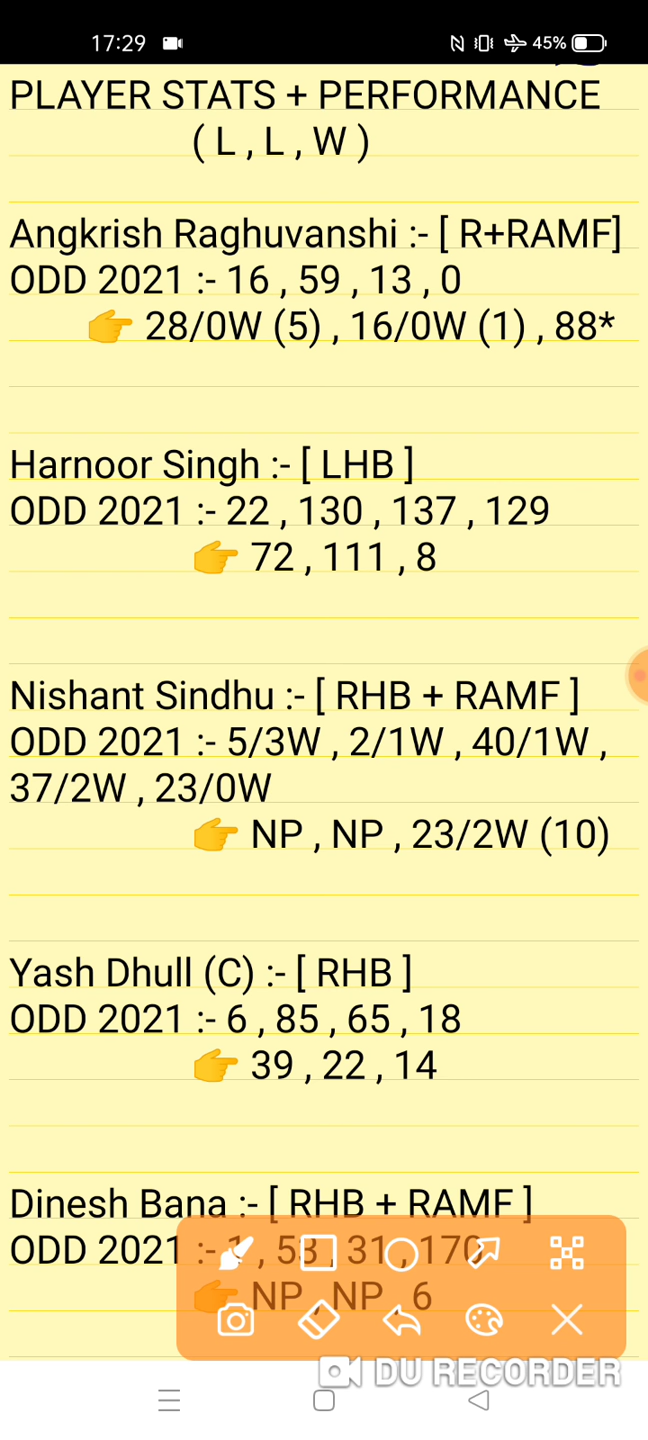 17:29 45%
PLAYER STATS + PERFORMANCE
( L , L , W )
Angkrish Raghuvanshi :- [ R+RAMF]
ODD 2021 :- 16 , 59 , 13 , 0
👉 28/0W (5) , 16/0W (1) , 88*
Harnoor Singh :- [ LHB ]
ODD 2021 :- 22 , 130 , 137 , 129
👉 72 , 111 , 8
Nishant Sindhu :- [ RHB + RAMF ]
ODD 2021 :- 5/3W , 2/1W , 40/1W ,
37/2W , 23/0W
👉 NP , NP , 23/2W (10)
Yash Dhull (C) :- [ RHB ]
ODD 2021 :- 6 , 85 , 65 , 18
👉 39 , 22 , 14
Dinesh Bana :- [ RHB + RAMF ]
ODD 2021 :- 1 , 53 , 31 , 170
👉 NP , NP , 6
DU RECORDER